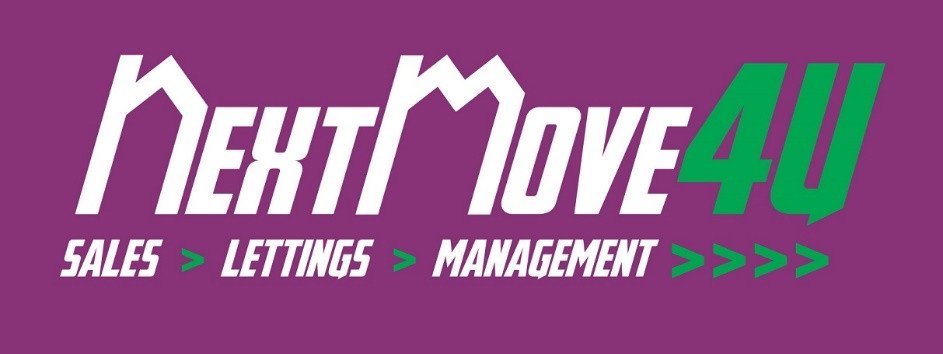 NEXTMOVE4U
SALES > LETTINGS > MANAGEMENT >>>>